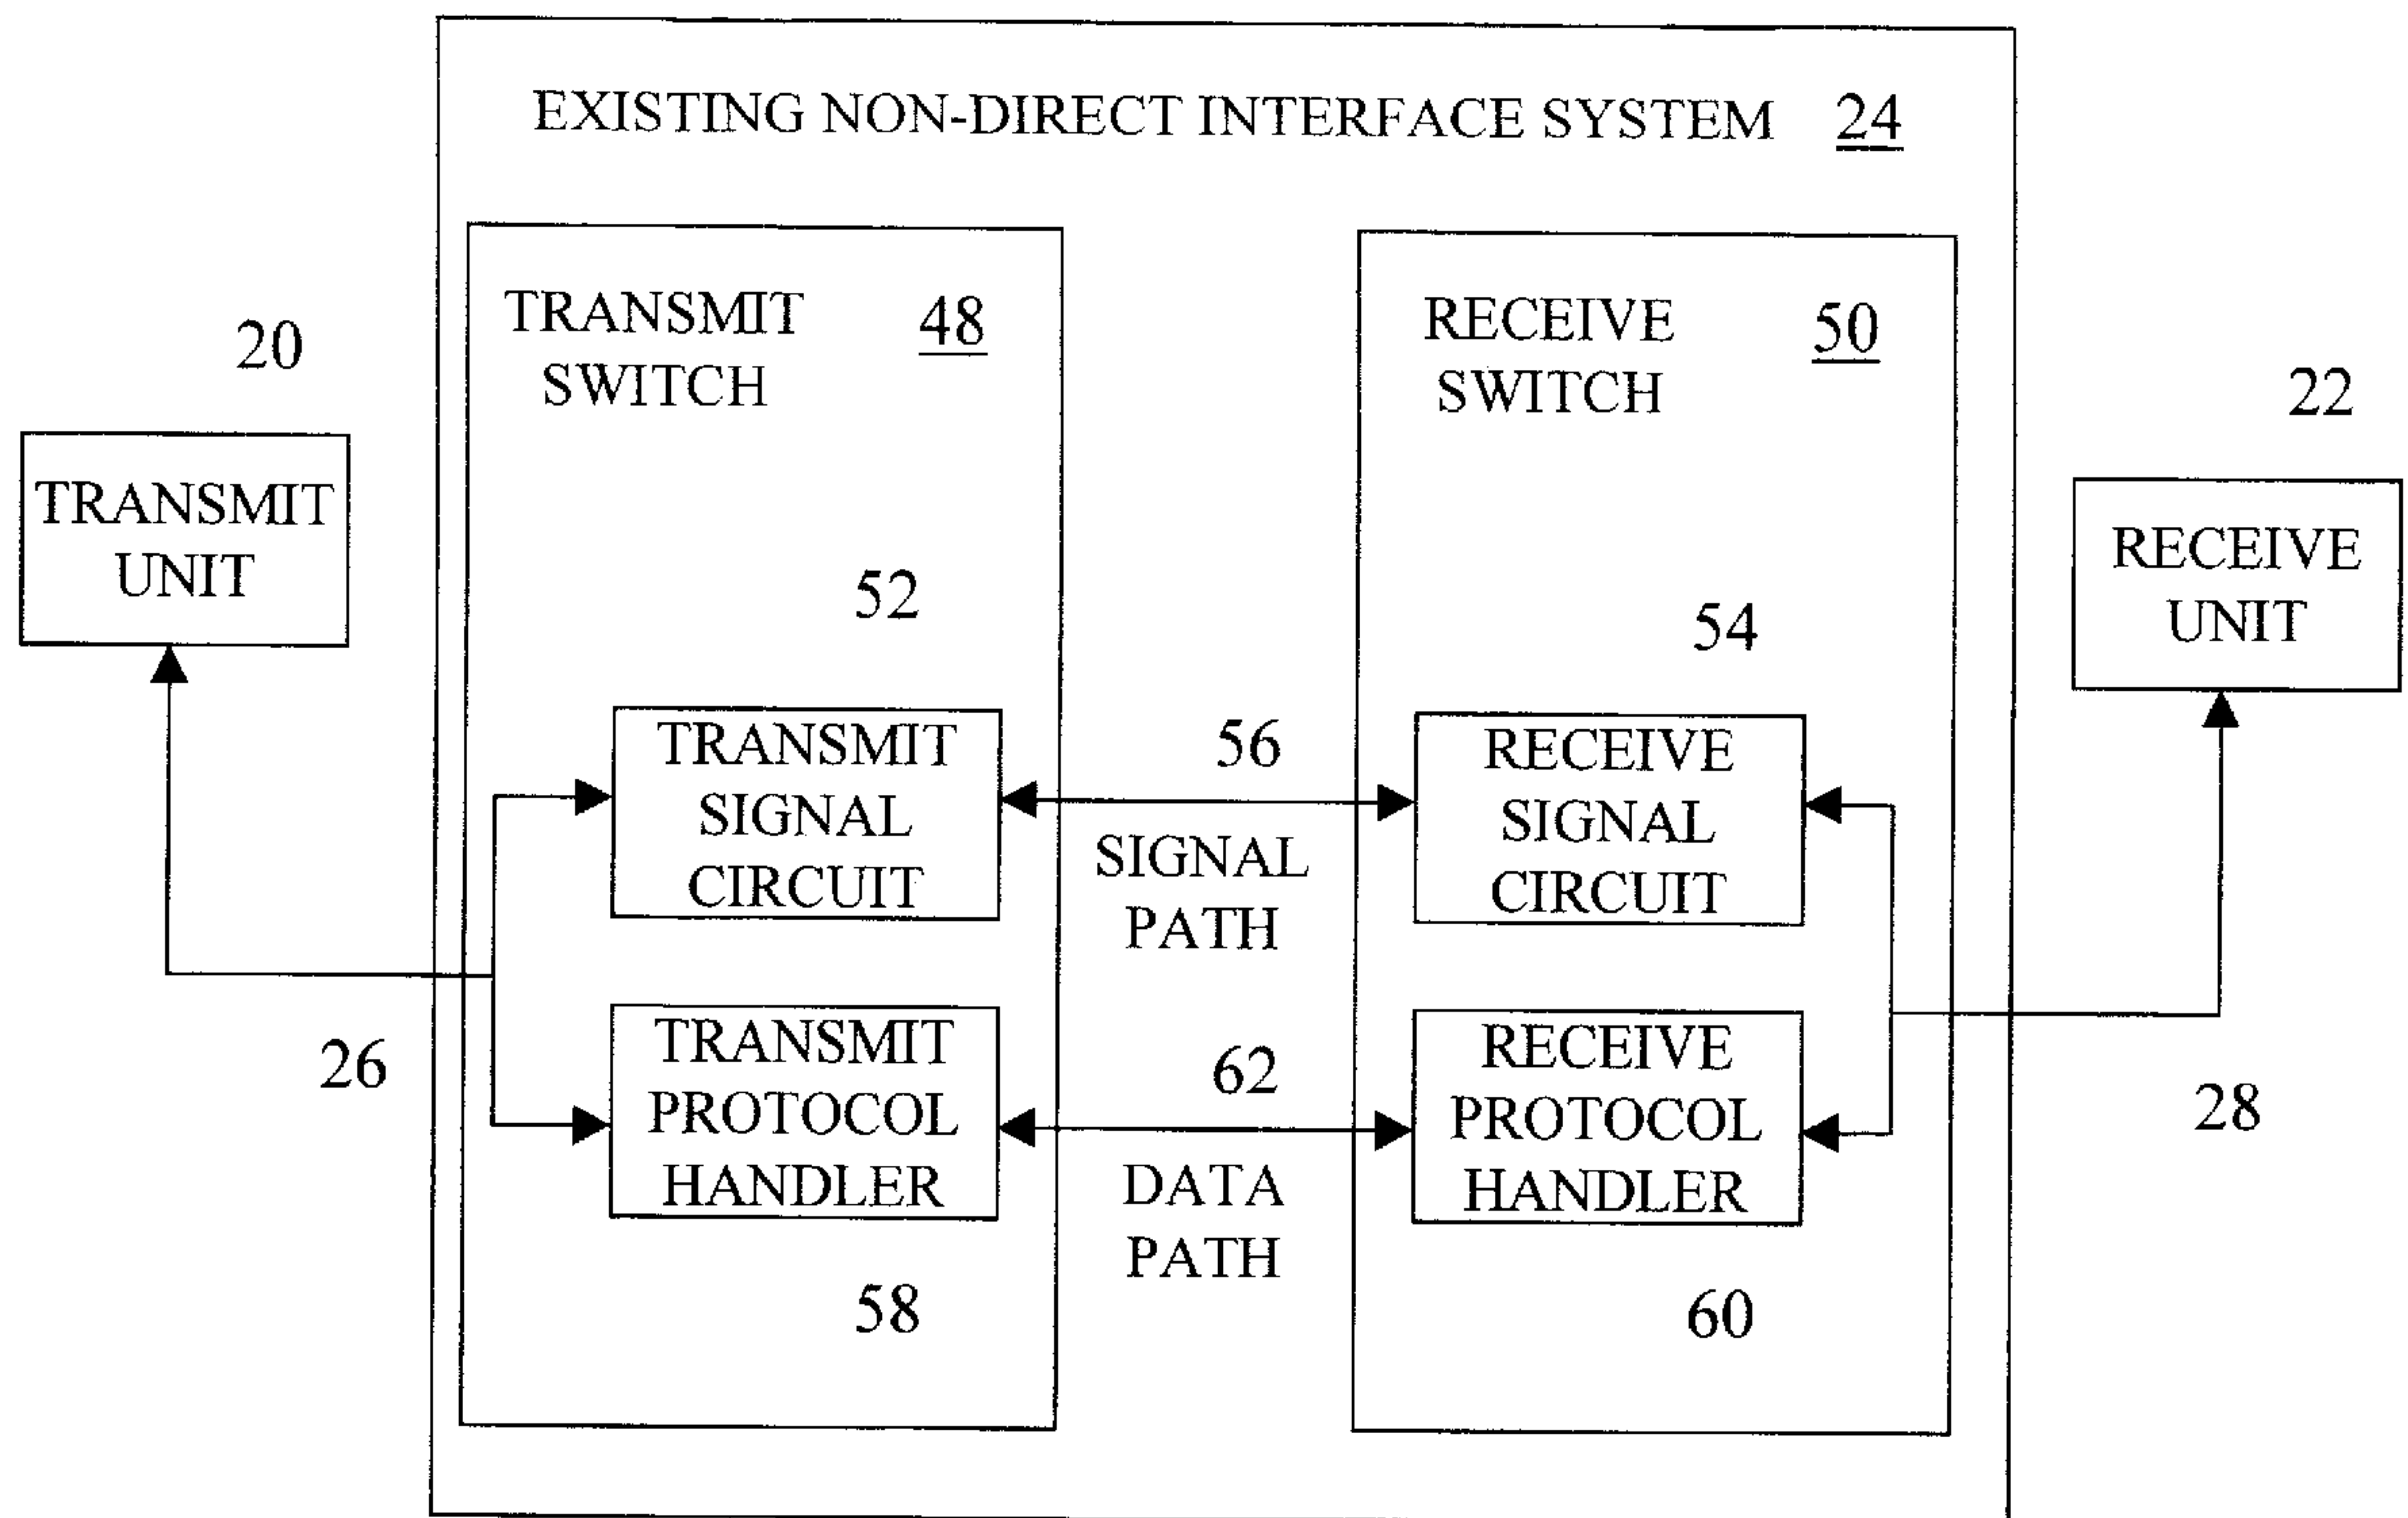 EXISTING NON-DIRECT INTERFACE SYSTEM 24
TRANSMIT
SWITCH
48
RECEIVE
SWITCH
50
20
TRANSMIT
UNIT
22
RECEIVE
UNIT
52
TRANSMIT
SIGNAL
CIRCUIT
56
SIGNAL
PATH
54
RECEIVE
SIGNAL
CIRCUIT
26
TRANSMIT
PROTOCOL
HANDLER
58
62
DATA
PATH
RECEIVE
PROTOCOL
HANDLER
60
28